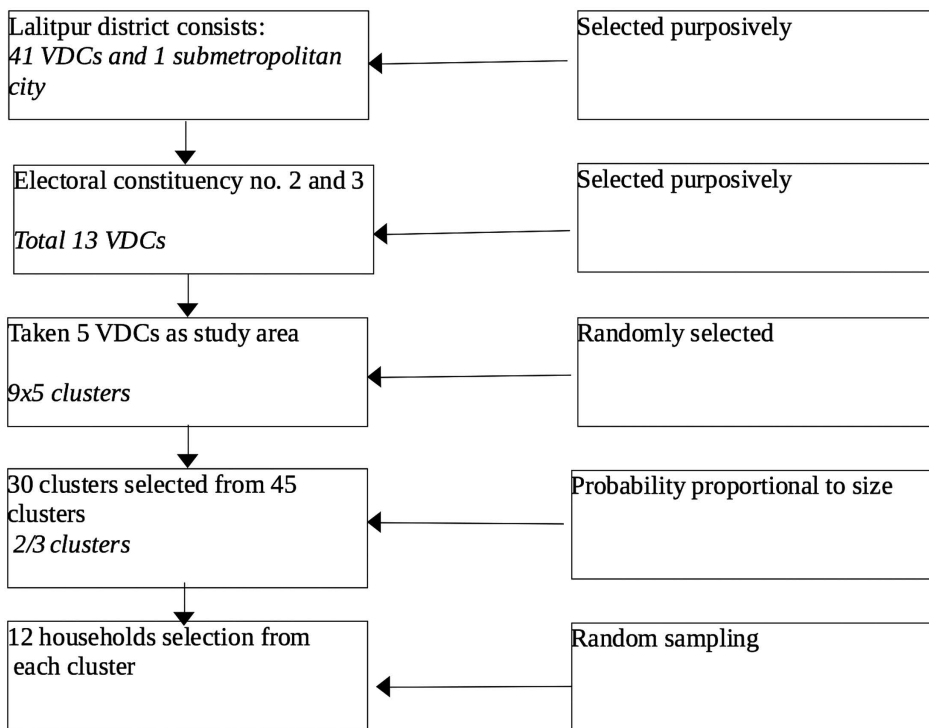 Lalitpur district consists:
41 VDCs and 1 submetropolitan
city
Selected purposively
Electoral constituency no. 2 and 3
Total 13 VDCs
Selected purposively
Taken 5 VDCs as study area
9x5 clusters
Randomly selected
30 clusters selected from 45
clusters
2/3 clusters
Probability proportional to size
12 households selection from
each cluster
Random sampling